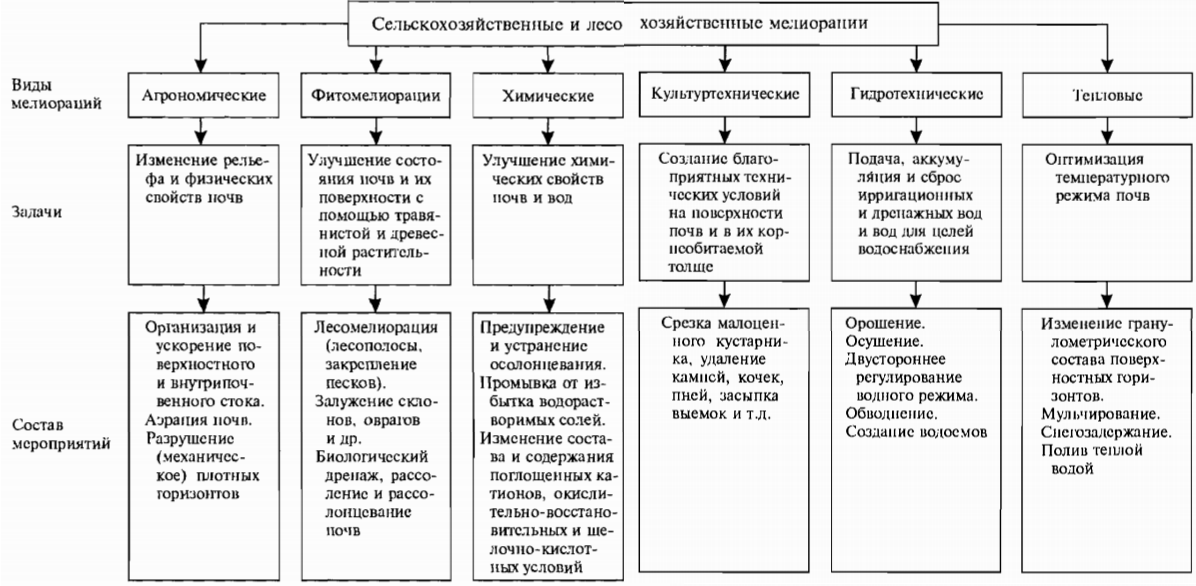 Сельскохозяйственные и лесо хозяйственные мелиорации
Виды
мелиораций
Агрономические
Фитомелиорации
Химические
Культуртехнические
Гидротехнические
Тепловые
Задачи
Изменение релье-
фа и физических
свойств почв
Улучшение состо-
яния почв и их
поверхности с
помощью травя-
нистой и древес-
ной раститель-
ности
Улучшение хими-
ческих свойств
почв и вод
Создание благо-
приятных техни-
ческих условий
на поверхности
почв и в их кор-
необитаемой
толще
Подача, аккуму-
ляция и сброс
ирригационных
и дренажных вод
и вод для целей
водоснабжения
Оптимизация
температурного
режима почв
Состав
мероприятий
Организация и
ускорение по-
верхностного
и внутрипоч-
венного стока.
Аэрация почв.
Разрушение
(механичес-
кое) плотных
горизонтов
Лесомелиорация
(лесополосы,
закрепление
песков).
Залужение скло-
нов, оврагов
и др.
Биологический
дренаж, рассо-
ление и рассо-
лонцевание
почв
Предупреждение
и устранение
осолонцевания.
Промывка от из-
бытка водораст-
воримых солей.
Изменение соста-
ва и содержания
поглощенных ка-
тионов, окисли-
тельно-восстано-
вительных и ще-
лочно-кислот-
ных условий
Срезка малоцен-
ного кустарни-
ка, удаление
камней, кочек,
пней, засыпка
выемок и т.д.
Орошение.
Осушение.
Двустороннее
регулирование
водного режима.
Обводнение.
Создание водоемов
Изменение грану-
лометрического
состава поверх-
ностных гори-
зонтов.
Мульчирование.
Снегозадержание.
Полив теплой
водой